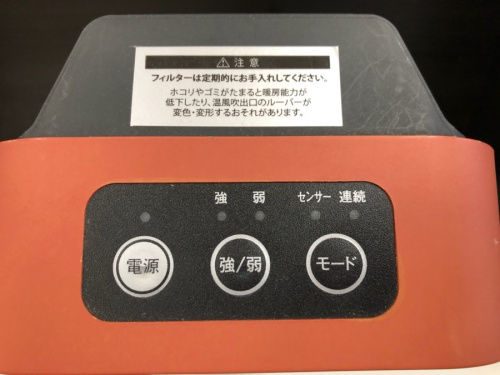 ⚠注意
フィルターは定期的にお手入れしてください。
ホコリやゴミがたまると暖房能力が
低下したり、温風吹出口のルーバーが
変色・変形するおそれがあります。
強 弱 センサー 連続
電源 強/弱 モード